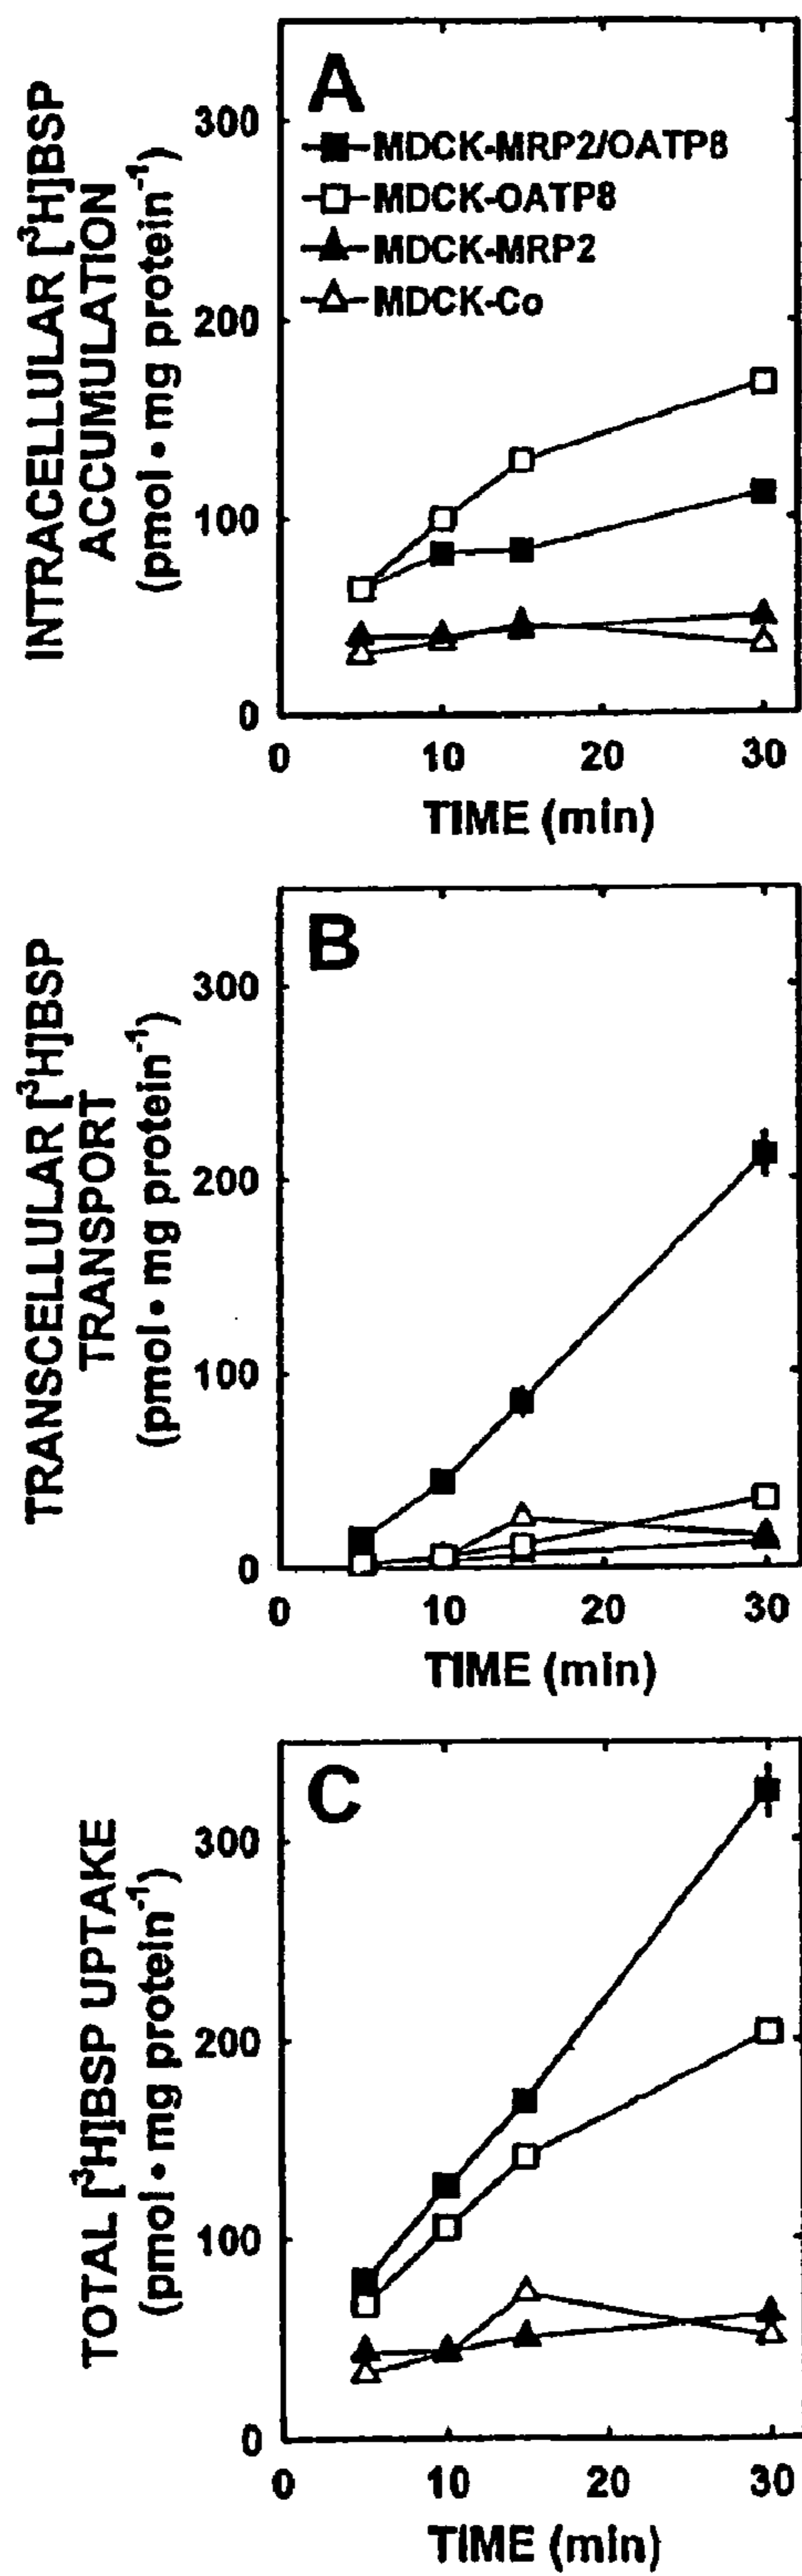 A
INTRACELLULAR [³H]BSP
ACCUMULATION
(pmol • mg protein⁻¹)
300
200
100
0
MDCK-MRP2/OATP8
MDCK-OATP8
MDCK-MRP2
MDCK-Co
0 10 20 30
TIME (min)
B
TRANSCELLULAR [³H]BSP
TRANSPORT
(pmol • mg protein⁻¹)
300
200
100
0
0 10 20 30
TIME (min)
C
TOTAL [³H]BSP UPTAKE
(pmol • mg protein⁻¹)
300
200
100
0
0 10 20 30
TIME (min)